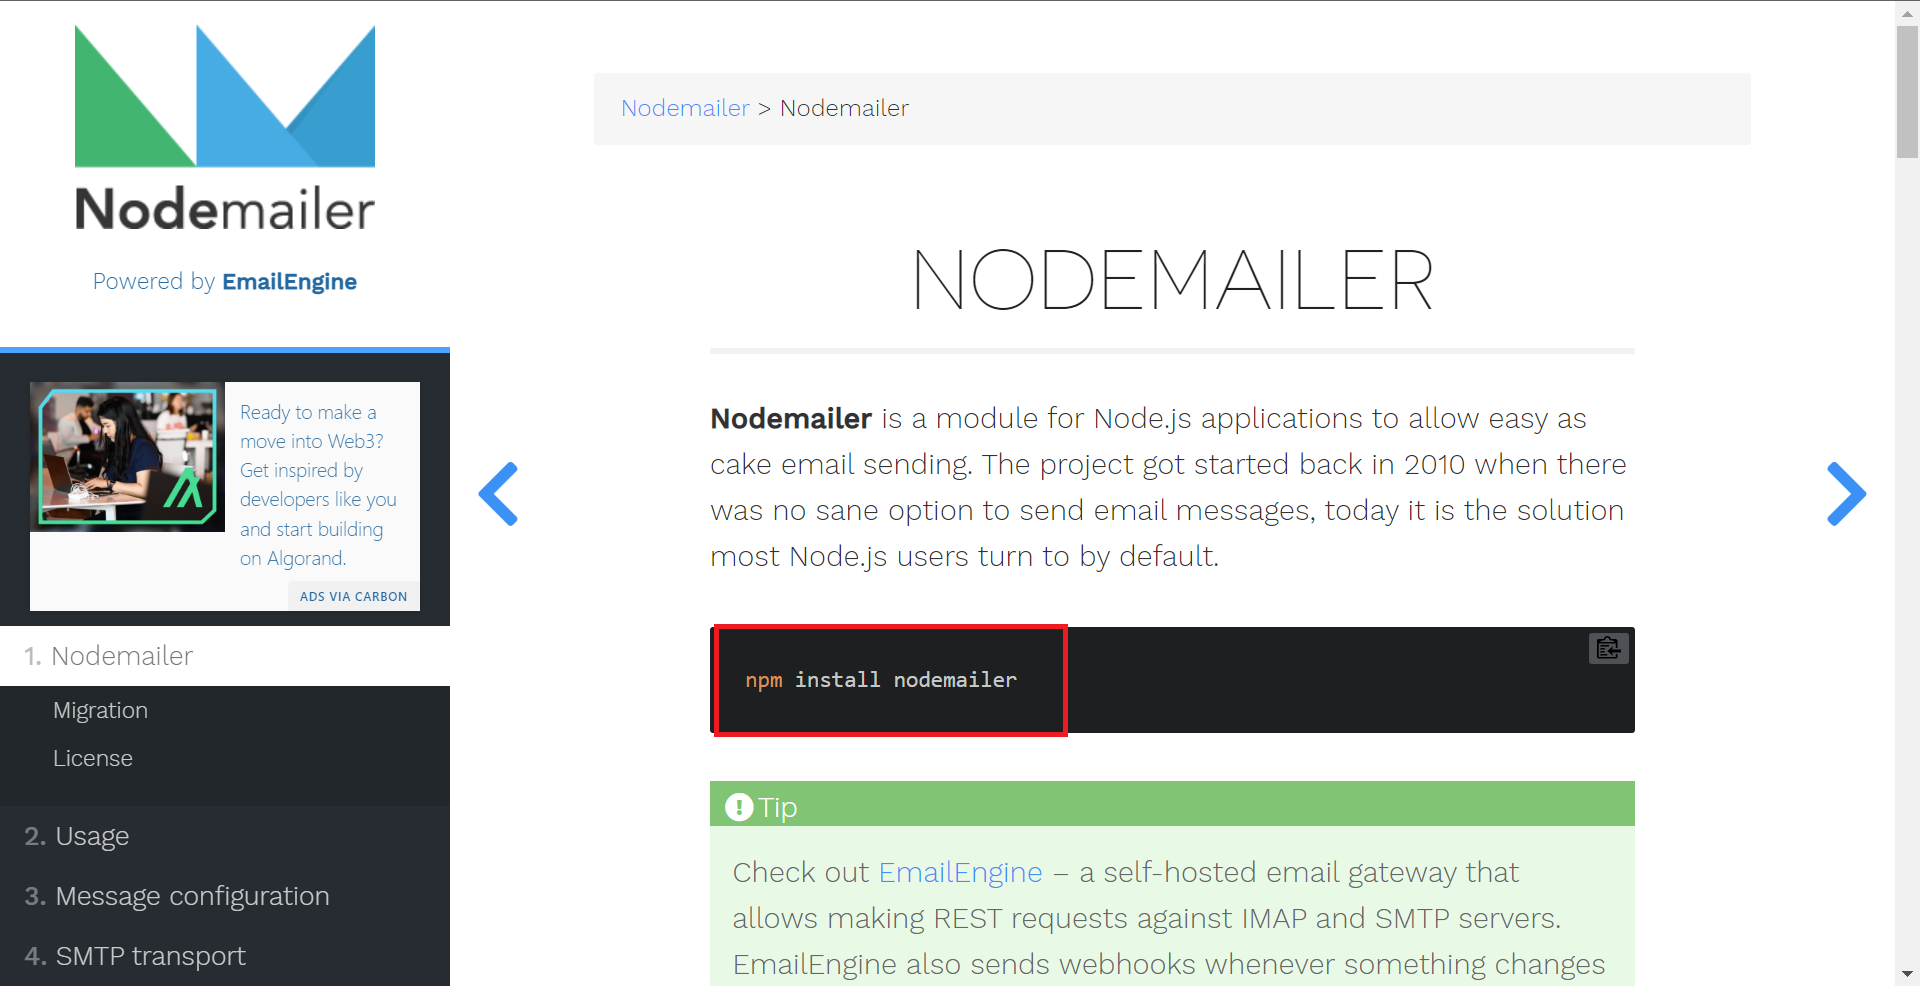 Nodemailer
Powered by EmailEngine
Ready to make a
move into Web3?
Get inspired by
developers like you
and start building
on Algorand.
ADS VIA CARBON
1. Nodemailer
Migration
License
2. Usage
3. Message configuration
4. SMTP transport
Nodemailer > Nodemailer
NODEMAILER
Nodemailer is a module for Node.js applications to allow easy as
cake email sending. The project got started back in 2010 when there
was no sane option to send email messages, today it is the solution
most Node.js users turn to by default.
npm install nodemailer
Tip
Check out EmailEngine – a self-hosted email gateway that
allows making REST requests against IMAP and SMTP servers.
EmailEngine also sends webhooks whenever something changes